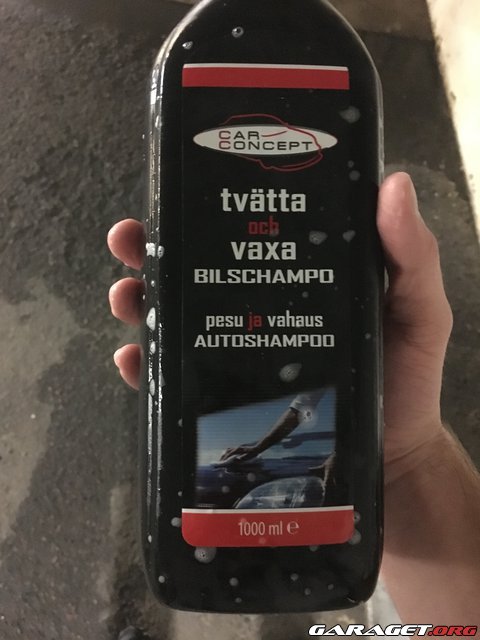 CAR
CONCEPT
tvätta
och
vaxa
BILSCHAMPO
pesu ja vahaus
AUTOSHAMPOO
1000 ml ℮
GARAGET.ORG